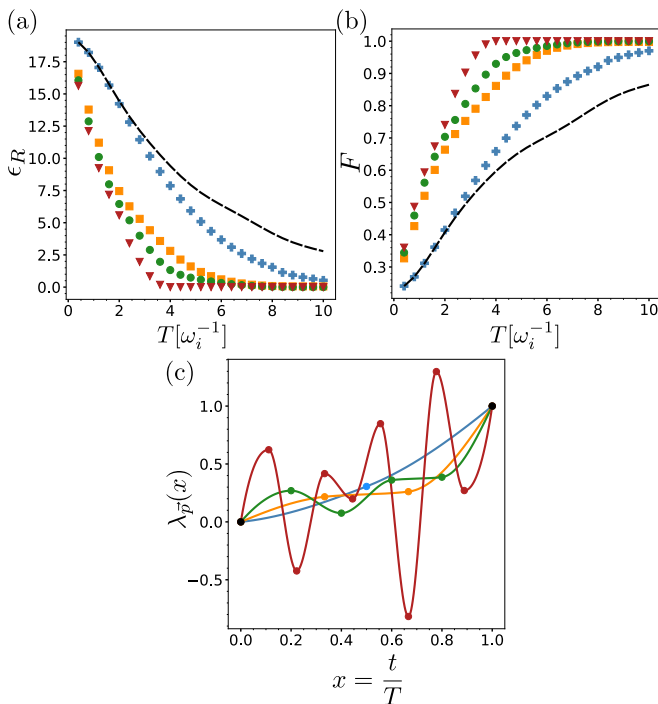 (a)
(b)
17.5
15.0
12.5
10.0
7.5
5.0
2.5
0.0
ϵ_R
0 2 4 6 8 10
T[ω_i^{-1}]
1.0
0.9
0.8
0.7
0.6
0.5
0.4
0.3
F
0 2 4 6 8 10
T[ω_i^{-1}]
(c)
1.0
0.5
0.0
−0.5
λ_{\vec{p}}(x)
0.0 0.2 0.4 0.6 0.8 1.0
x = t/T